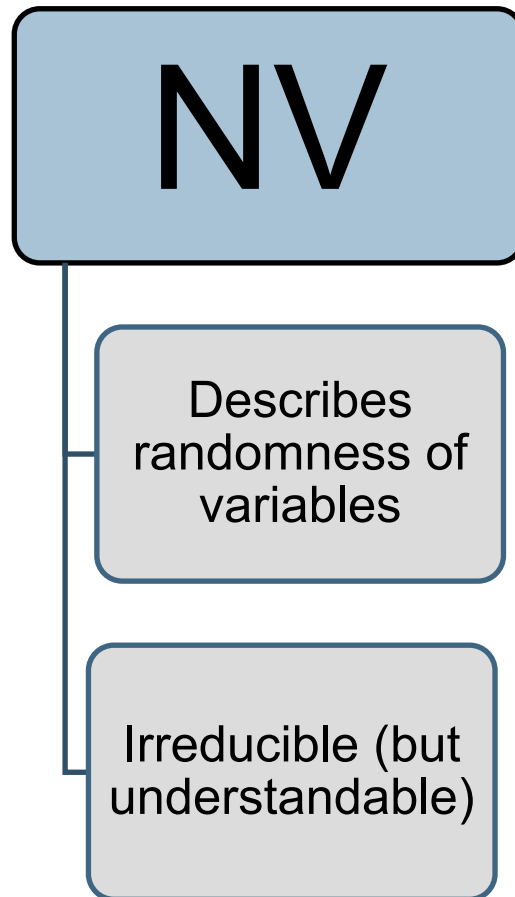 NV
Describes
randomness of
variables
Irreducible (but
understandable)